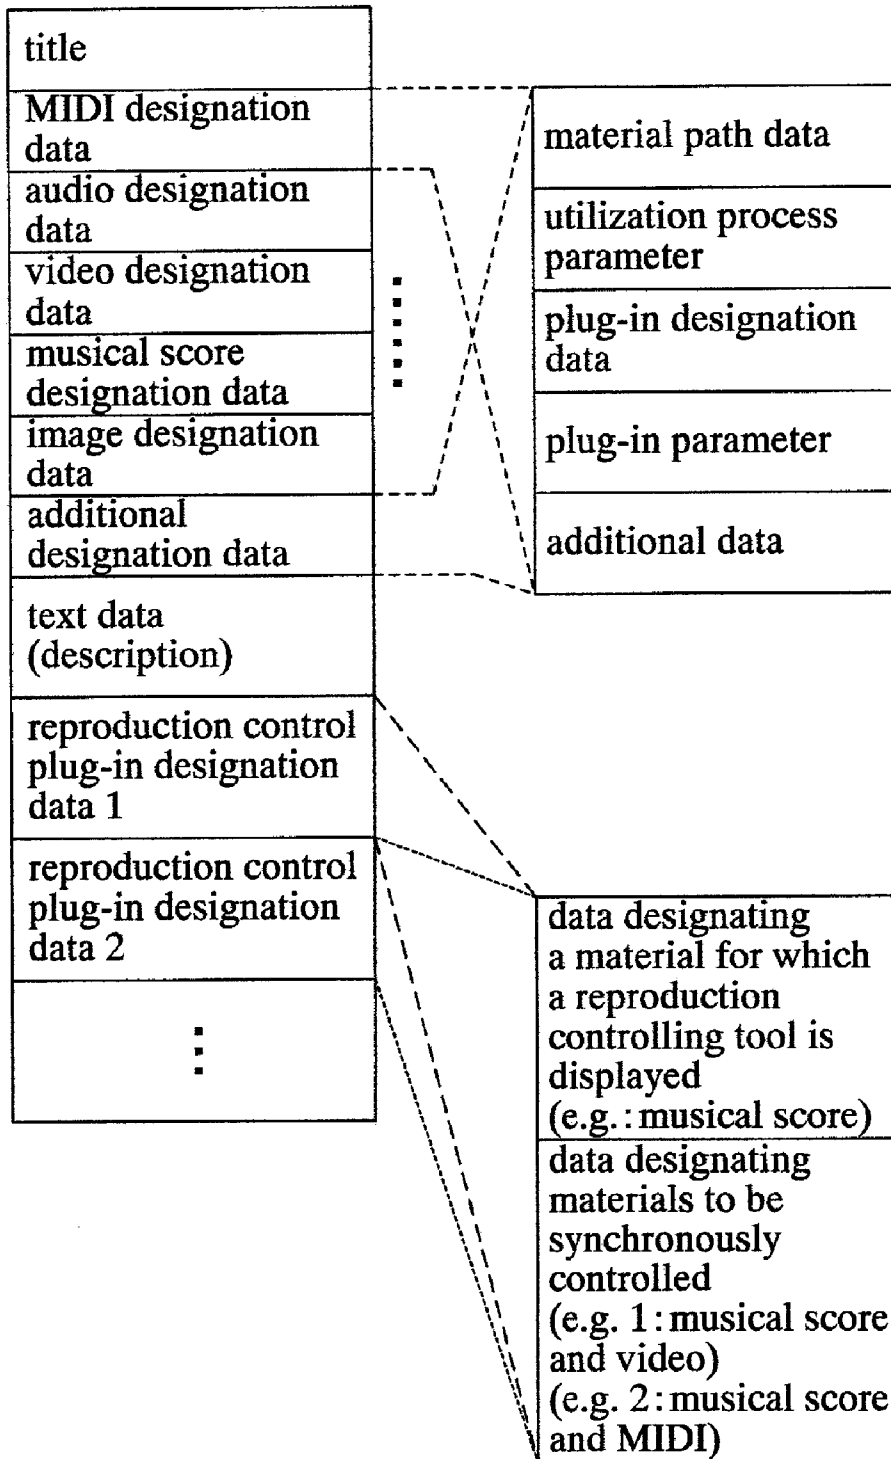 title
MIDI designation
data
audio designation
data
video designation
data
musical score
designation data
image designation
data
additional
designation data
text data
(description)
reproduction control
plug-in designation
data 1
reproduction control
plug-in designation
data 2
material path data
utilization process
parameter
plug-in designation
data
plug-in parameter
additional data
data designating
a material for which
a reproduction
controlling tool is
displayed
(e.g.: musical score)
data designating
materials to be
synchronously
controlled
(e.g. 1: musical score
and video)
(e.g. 2: musical score
and MIDI)